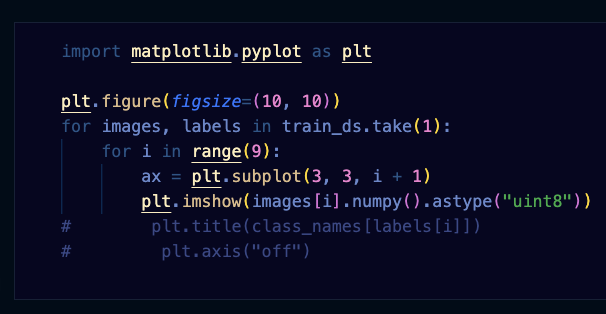 import matplotlib.pyplot as plt

plt.figure(figsize=(10, 10))
for images, labels in train_ds.take(1):
    for i in range(9):
        ax = plt.subplot(3, 3, i + 1)
        plt.imshow(images[i].numpy().astype("uint8"))
#        plt.title(class_names[labels[i]])
#         plt.axis("off")